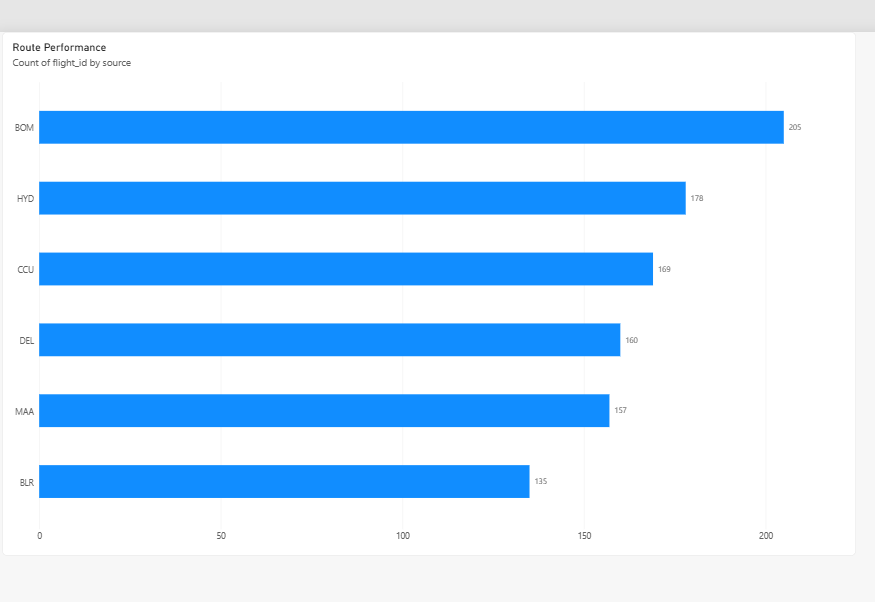 Route Performance
Count of flight_id by source
BOM 205
HYD 178
CCU 169
DEL 160
MAA 157
BLR 135
0 50 100 150 200